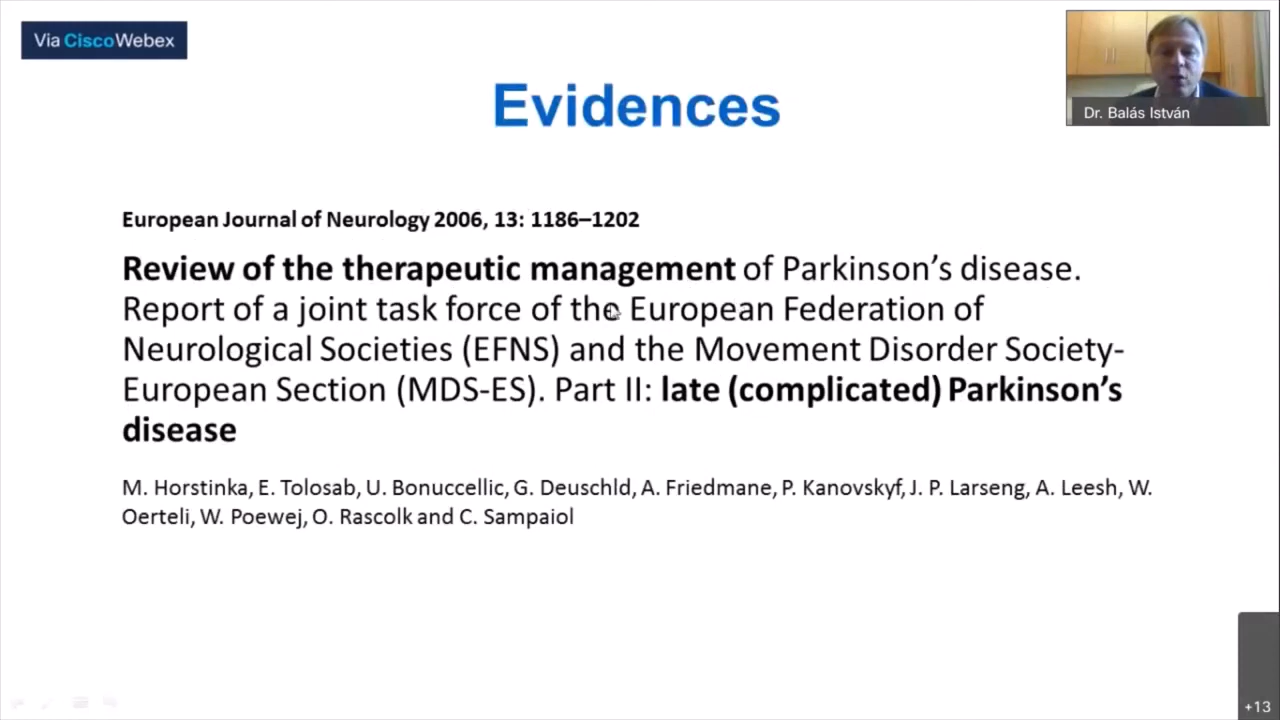 Via CiscoWebex
Evidences
Dr. Balás István
European Journal of Neurology 2006, 13: 1186–1202
Review of the therapeutic management of Parkinson’s disease.
Report of a joint task force of the European Federation of
Neurological Societies (EFNS) and the Movement Disorder Society-
European Section (MDS-ES). Part II: late (complicated) Parkinson’s
disease
M. Horstinka, E. Tolosab, U. Bonuccellic, G. Deuschld, A. Friedmane, P. Kanovskyf, J. P. Larseng, A. Leesh, W.
Oerteli, W. Poewej, O. Rascolk and C. Sampaiol
+13